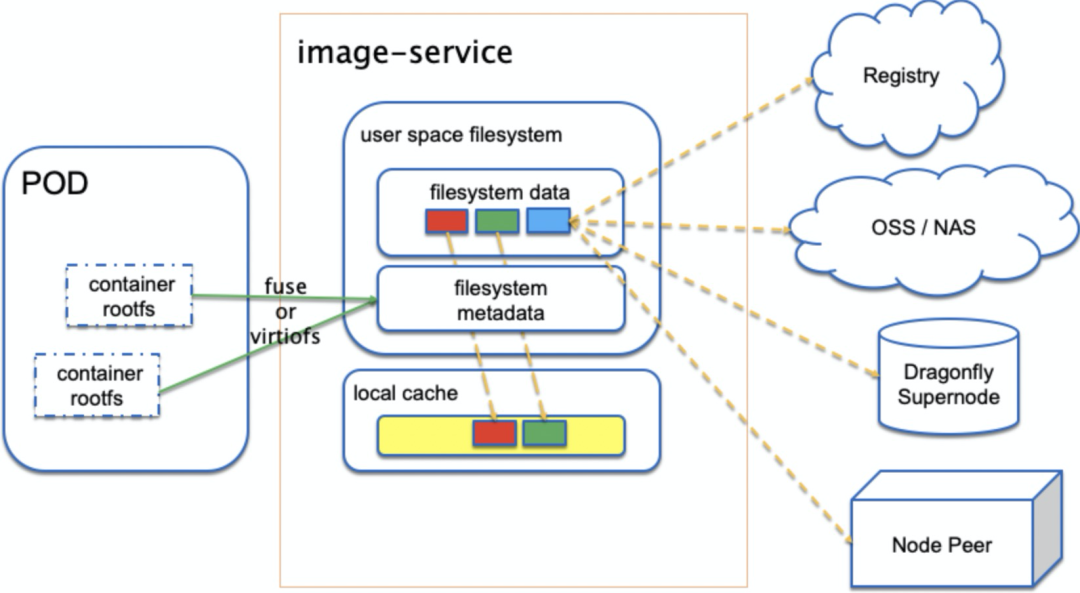 image-service
user space filesystem
filesystem data
filesystem
metadata
local cache
POD
container
rootfs
container
rootfs
fuse
or
virtiofs
Registry
OSS / NAS
Dragonfly
Supernode
Node Peer